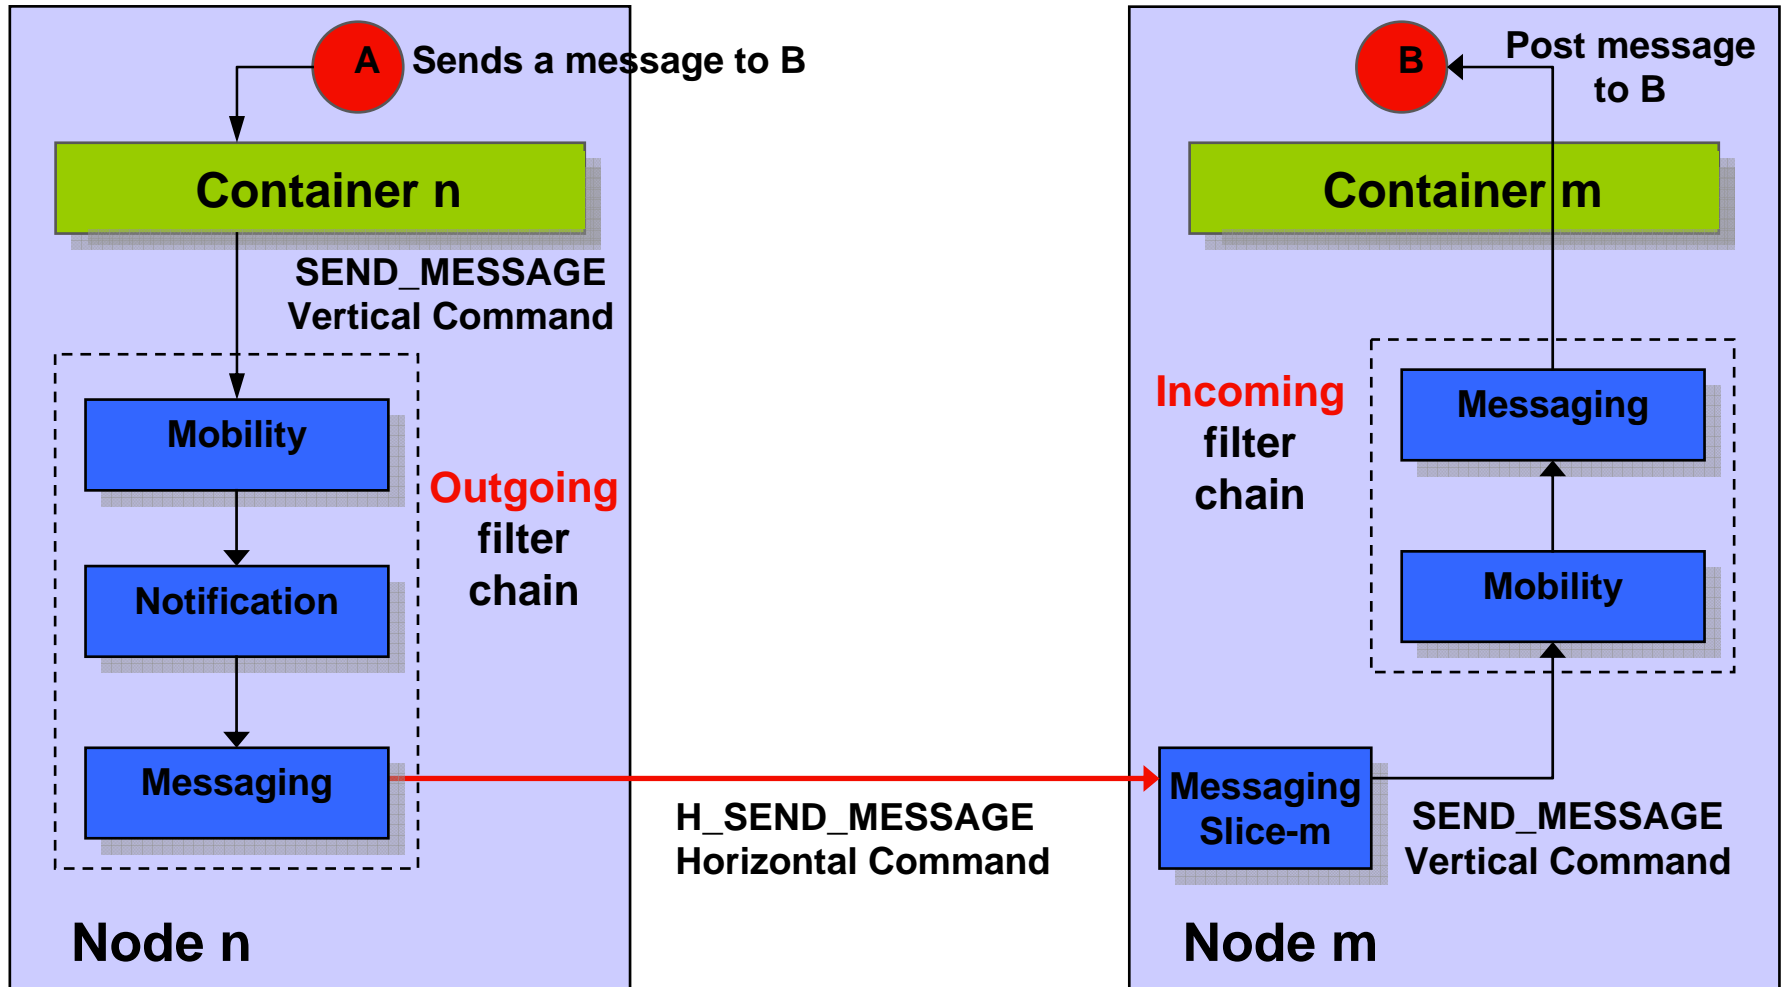 A
Sends a message to B
Container n
SEND_MESSAGE
Vertical Command
Mobility
Notification
Messaging
Outgoing
filter
chain
Node n
H_SEND_MESSAGE
Horizontal Command
B
Post message
to B
Container m
Incoming
filter
chain
Messaging
Mobility
Messaging
Slice-m
SEND_MESSAGE
Vertical Command
Node m